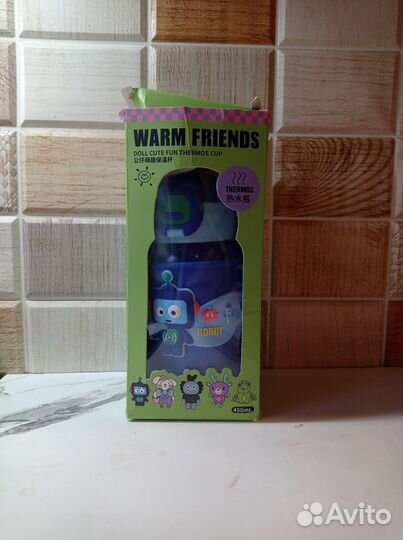 WARM FRIENDS
DOLL CUTE FUN THERMOS CUP
公仔萌趣保温杯
THERMOS
热水瓶
ROBOT
450mL
Avito